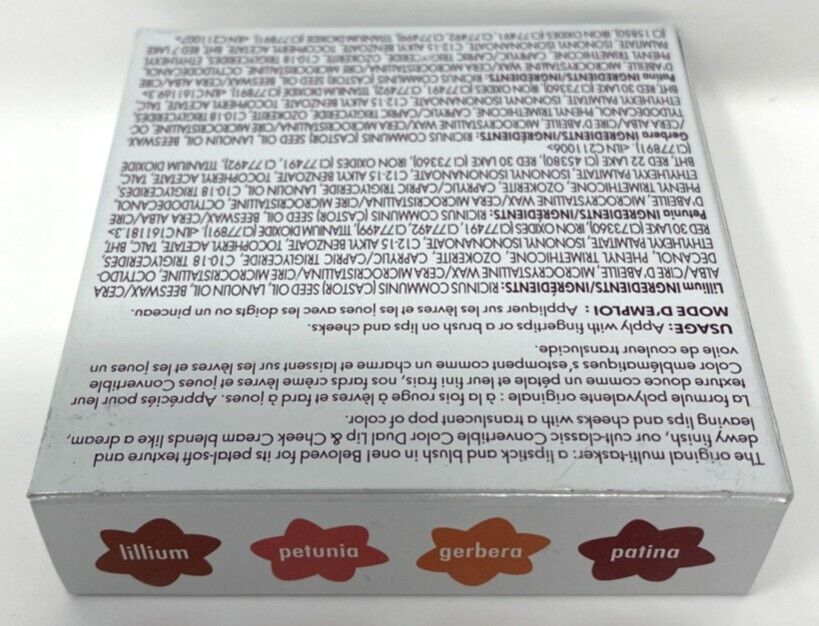 The original multi-tasker: a lipstick and blush in one! Beloved for its petal-soft texture and
dewy finish, our cult-classic Convertible Color Dual Lip & Cheek Cream blends like a dream,
leaving lips and cheeks with a translucent pop of color.
La formule polyvalente originale : à la fois rouge à lèvres et fard à joues. Appréciés pour leur
texture douce comme un pétale et leur fini frais, nos fards crème lèvres et joues Convertible
Color emblématiques s'estompent comme un charme et laissent sur les lèvres et les joues un
voile de couleur translucide.
USAGE: Apply with fingertips or a brush on lips and cheeks.
MODE D'EMPLOI : Appliquer sur les lèvres et les joues avec les doigts ou un pinceau.
Lillium INGREDIENTS/INGRÉDIENTS: RICINUS COMMUNIS (CASTOR) SEED OIL, LANOLIN OIL, BEESWAX/CERA
ALBA/CIRE D'ABEILLE, MICROCRYSTALLINE WAX/CERA MICROCRISTALLINA/CIRE MICROCRISTALLINE, OCTYLDO-
DECANOL, PHENYL TRIMETHICONE, OZOKERITE, CAPRYLIC/CAPRIC TRIGLYCERIDE, C10-18 TRIGLYCERIDES,
ETHYLHEXYL PALMITATE, ISONONYL ISONONANOATE, C12-15 ALKYL BENZOATE, TOCOPHERYL ACETATE, TALC, BHT,
RED 30 LAKE (CI 73360), IRON OXIDES (CI 77491, CI 77492, CI 77499), TITANIUM DIOXIDE (CI 77891).
Petunia INGREDIENTS/INGRÉDIENTS: RICINUS COMMUNIS (CASTOR) SEED OIL, BEESWAX/CERA ALBA/CIRE
D'ABEILLE, MICROCRYSTALLINE WAX/CERA MICROCRISTALLINA/CIRE MICROCRISTALLINE, OCTYLDODECANOL,
PHENYL TRIMETHICONE, OZOKERITE, CAPRYLIC/CAPRIC TRIGLYCERIDE, LANOLIN OIL, C10-18 TRIGLYCERIDES,
ETHYLHEXYL PALMITATE, ISONONYL ISONONANOATE, C12-15 ALKYL BENZOATE, TOCOPHERYL ACETATE, TALC,
BHT, RED 22 LAKE (CI 45380), RED 30 LAKE (CI 73360), IRON OXIDES (CI 77491, CI 77492), TITANIUM DIOXIDE
(CI 77891).
Gerbera INGREDIENTS/INGRÉDIENTS: RICINUS COMMUNIS (CASTOR) SEED OIL, LANOLIN OIL, BEESWAX-
/CERA ALBA/CIRE D'ABEILLE, MICROCRYSTALLINE WAX/CERA MICROCRISTALLINA/CIRE MICROCRISTALLINE, OC
TYLDODECANOL, PHENYL TRIMETHICONE, CAPRYLIC/CAPRIC TRIGLYCERIDE, OZOKERITE, C10-18 TRIGLYCERIDES,
ETHYLHEXYL PALMITATE, ISONONYL ISONONANOATE, C12-15 ALKYL BENZOATE, TOCOPHERYL ACETATE, TALC,
BHT, RED 30 LAKE (CI 73360), IRON OXIDES (CI 77491, CI 77492), TITANIUM DIOXIDE (CI 77891).
Patina INGREDIENTS/INGRÉDIENTS: RICINUS COMMUNIS (CASTOR) SEED OIL, BEESWAX/CERA ALBA/CIRE
D'ABEILLE, MICROCRYSTALLINE WAX/CERA MICROCRISTALLINA/CIRE MICROCRISTALLINE, OCTYLDODECANOL,
PHENYL TRIMETHICONE, CAPRYLIC/CAPRIC TRIGLYCERIDE, OZOKERITE, C10-18 TRIGLYCERIDES, ETHYLHEXYL
PALMITATE, ISONONYL ISONONANOATE, C12-15 ALKYL BENZOATE, TOCOPHERYL ACETATE, BHT, RED 7 LAKE
(CI 15850), IRON OXIDES (CI 77491, CI 77492, CI 77499), TITANIUM DIOXIDE (CI 77891).
lillium
petunia
gerbera
patina